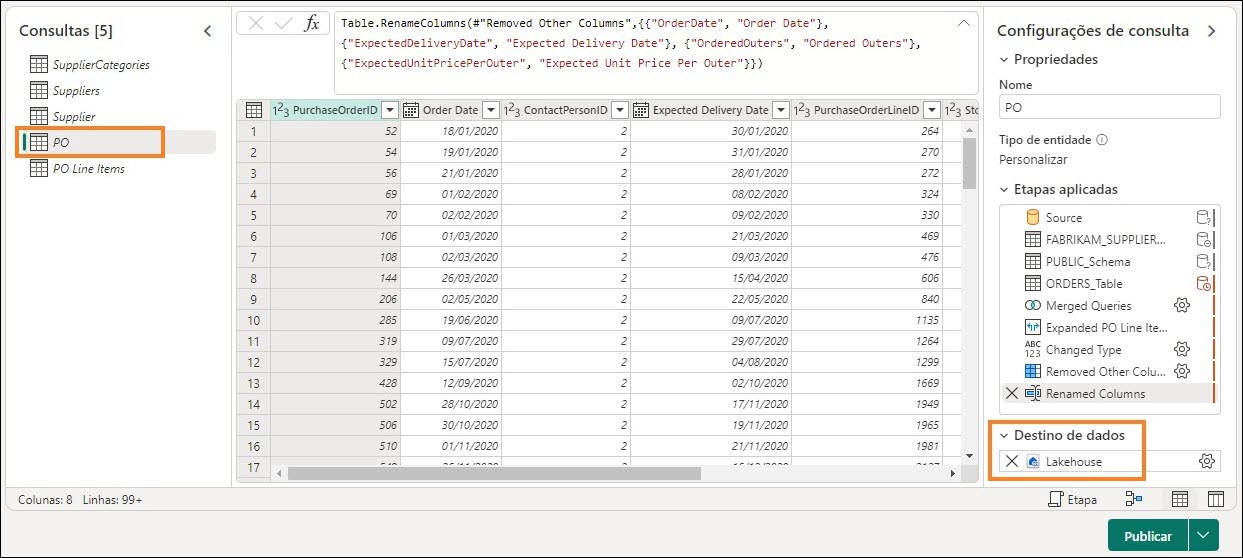 Consultas [5]
SupplierCategories
Suppliers
Supplier
PO
PO Line Items
fx
Table.RenameColumns(#"Removed Other Columns",{{"OrderDate", "Order Date"},
{"ExpectedDeliveryDate", "Expected Delivery Date"}, {"OrderedOuters", "Ordered Outers"},
{"ExpectedUnitPricePerOuter", "Expected Unit Price Per Outer"}})
1²3 PurchaseOrderID Order Date 1²3 ContactPersonID Expected Delivery Date 1²3 PurchaseOrderLineID 1²3 Sto
1 52 18/01/2020 2 30/01/2020 264
2 54 19/01/2020 2 31/01/2020 270
3 56 21/01/2020 2 28/01/2020 272
4 69 01/02/2020 2 08/02/2020 324
5 70 02/02/2020 2 09/02/2020 330
6 106 01/03/2020 2 21/03/2020 469
7 108 02/03/2020 2 09/03/2020 476
8 144 26/03/2020 2 15/04/2020 606
9 206 02/05/2020 2 22/05/2020 840
10 285 19/06/2020 2 09/07/2020 1135
11 319 09/07/2020 2 29/07/2020 1264
12 329 15/07/2020 2 04/08/2020 1299
13 428 12/09/2020 2 02/10/2020 1669
14 502 28/10/2020 2 17/11/2020 1949
15 506 30/10/2020 2 19/11/2020 1965
16 510 01/11/2020 2 21/11/2020 1981
17
Configurações de consulta
Propriedades
Nome
PO
Tipo de entidade
Personalizar
Etapas aplicadas
Source
FABRIKAM_SUPPLIER...
PUBLIC_Schema
ORDERS_Table
Merged Queries
Expanded PO Line Ite...
ABC
123 Changed Type
Removed Other Colu...
Renamed Columns
Destino de dados
Lakehouse
Colunas: 8 Linhas: 99+
Etapa
Publicar